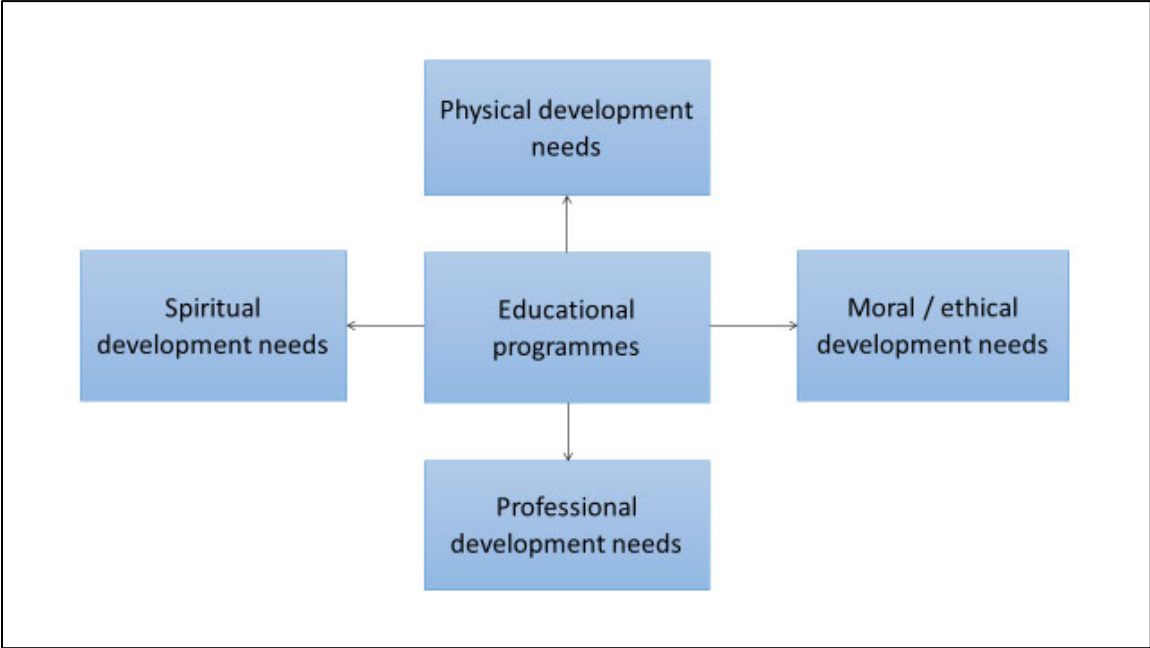 Physical development
needs
Spiritual
development needs
Educational
programmes
Moral / ethical
development needs
Professional
development needs